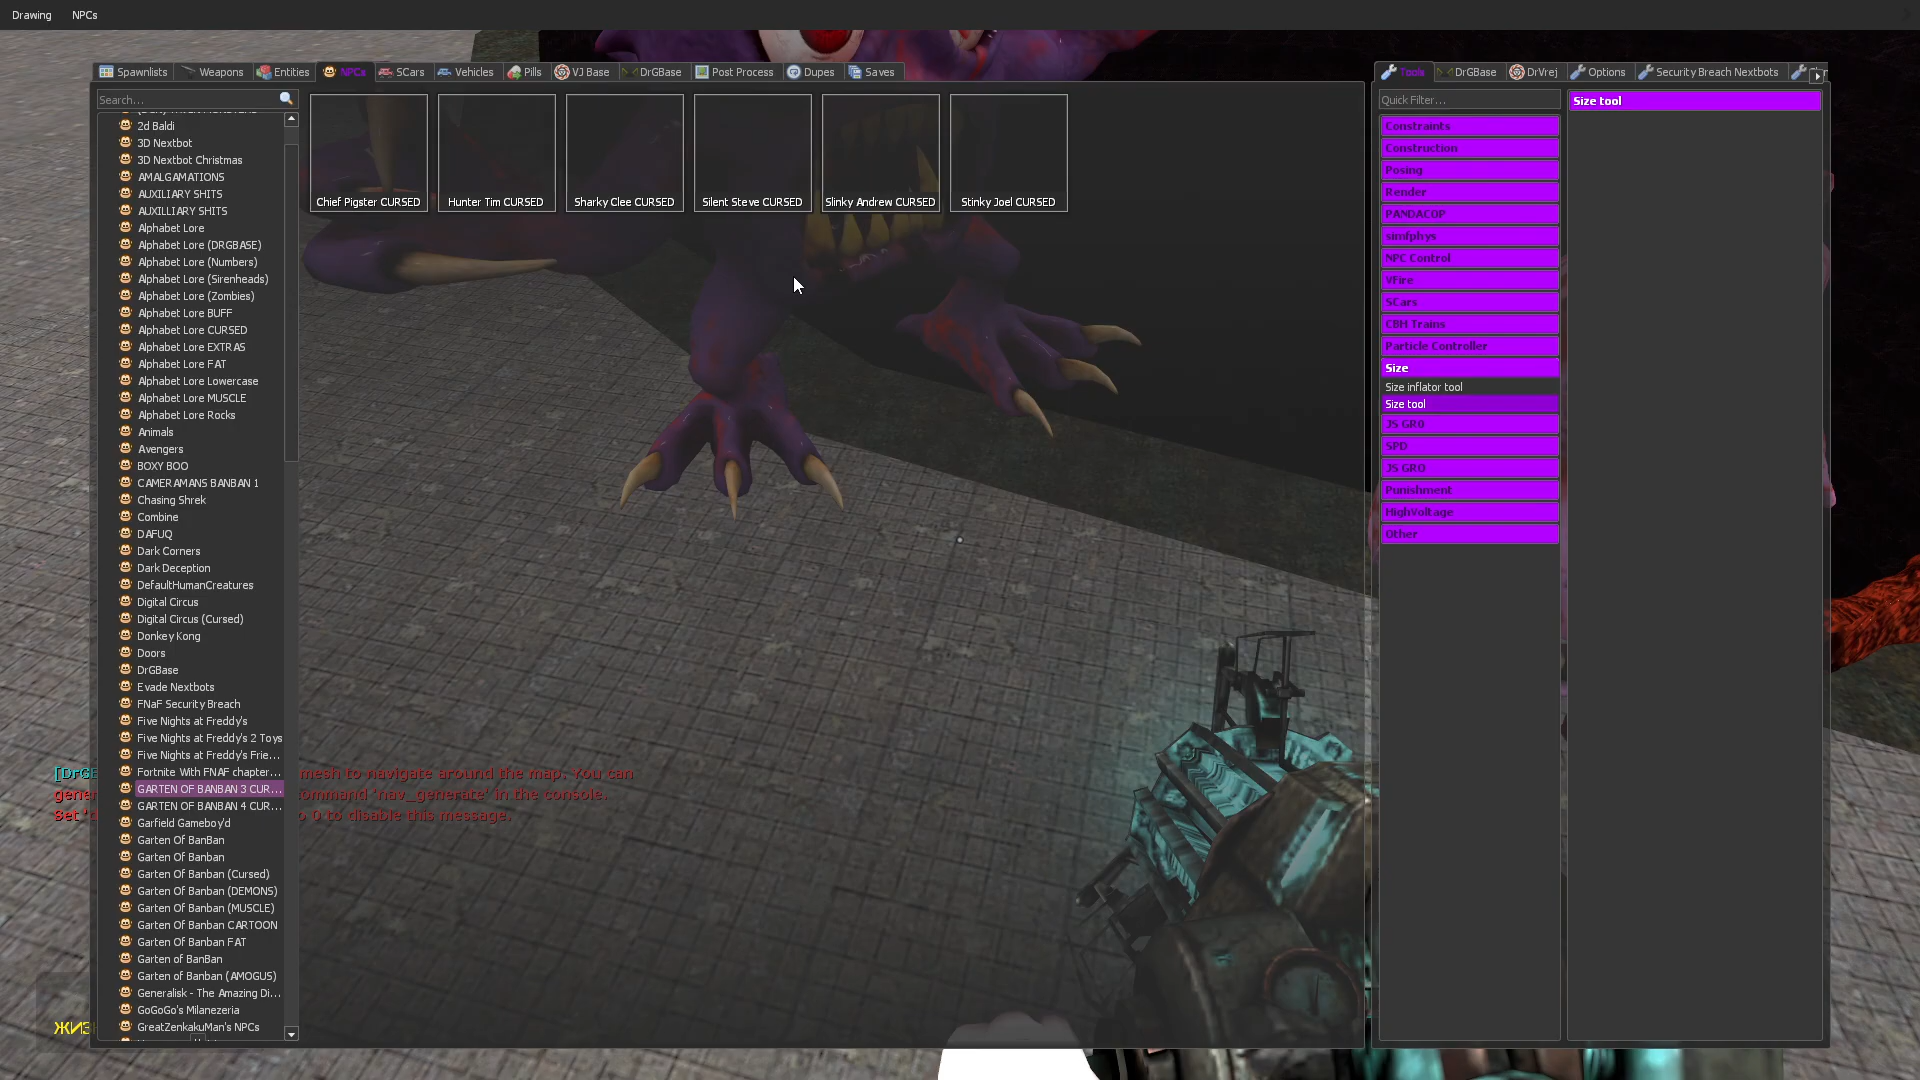 Drawing NPCs
Spawnlists Weapons Entities NPCs SCars Vehicles Pills VJ Base DrGBase Post Process Dupes Saves
Search...
2d Baldi
3D Nextbot
3D Nextbot Christmas
AMALGAMATIONS
AUXILIARY SHITS
AUXILLIARY SHITS
Alphabet Lore
Alphabet Lore (DRGBASE)
Alphabet Lore (Numbers)
Alphabet Lore (Sirenheads)
Alphabet Lore (Zombies)
Alphabet Lore BUFF
Alphabet Lore CURSED
Alphabet Lore EXTRAS
Alphabet Lore FAT
Alphabet Lore Lowercase
Alphabet Lore MUSCLE
Alphabet Lore Rocks
Animals
Avengers
BOXY BOO
CAMERAMANS BANBAN 1
Chasing Shrek
Combine
DAFUQ
Dark Corners
Dark Deception
DefaultHumanCreatures
Digital Circus
Digital Circus (Cursed)
Donkey Kong
Doors
DrGBase
Evade Nextbots
FNaF Security Breach
Five Nights at Freddy's
Five Nights at Freddy's 2 Toys
Five Nights at Freddy's Frie...
Fortnite With FNAF chapter...
GARTEN OF BANBAN 3 CUR...
GARTEN OF BANBAN 4 CUR...
Garfield Gameboy'd
Garten Of BanBan
Garten Of Banban
Garten Of Banban (Cursed)
Garten Of Banban (DEMONS)
Garten Of Banban (MUSCLE)
Garten Of Banban CARTOON
Garten Of Banban FAT
Garten of BanBan
Garten of Banban (AMOGUS)
Generalisk - The Amazing Di...
GoGoGo's Milanezeria
GreatZenkakuMan's NPCs
Chief Pigster CURSED
Hunter Tim CURSED
Sharky Clee CURSED
Silent Steve CURSED
Slinky Andrew CURSED
Stinky Joel CURSED
[DrG mesh to navigate around the map. You can
gene ommand 'nav_generate' in the console.
Set 0 to disable this message.
ЖИЗ
Tools DrGBase DrVrej Options Security Breach Nextbots
Quick Filter...
Constraints
Construction
Posing
Render
PANDACOP
simfphys
NPC Control
VFire
SCars
CBH Trains
Particle Controller
Size
Size inflator tool
Size tool
JS GRO
SPD
JS GRO
Punishment
HighVoltage
Other
Size tool